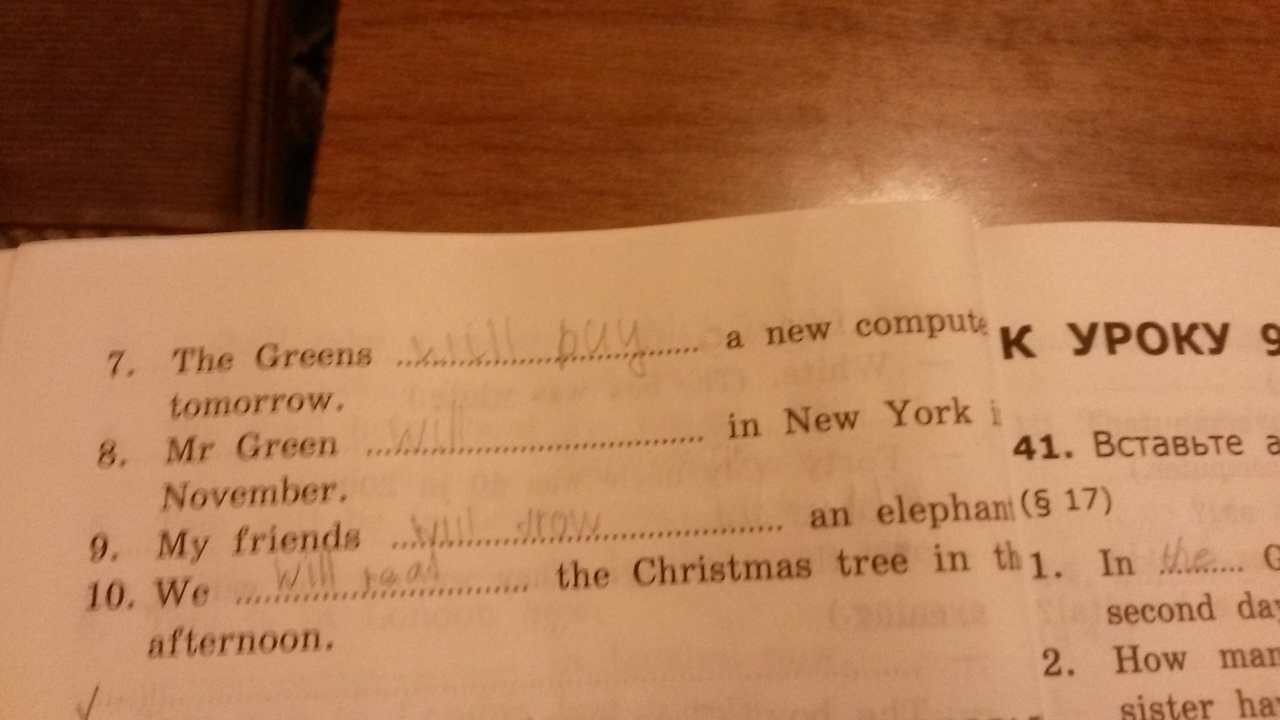 7. The Greens will buy a new compute
tomorrow.
8. Mr Green will in New York i
November.
9. My friends will drow an elephan
10. We will read the Christmas tree in th
afternoon.
К УРОКУ 9
41. Вставьте а
(§ 17)
1. In the G
second day
2. How man
sister ha